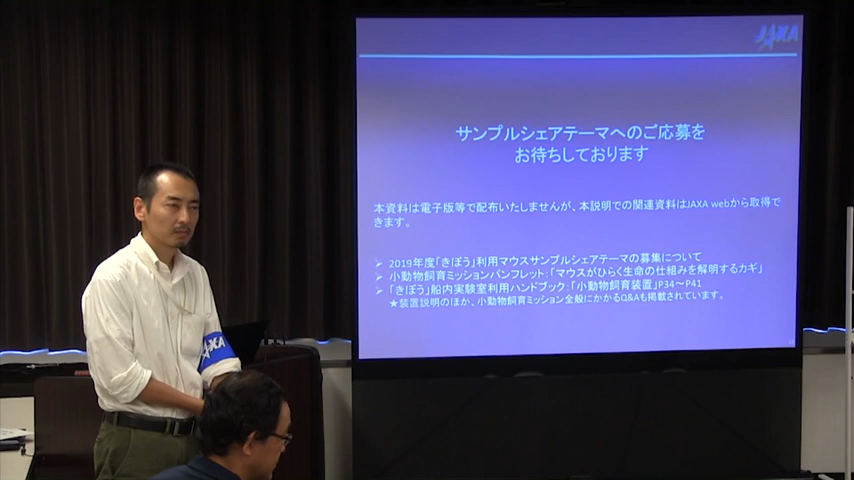 JAXA
サンプルシェアテーマへのご応募を
お待ちしております
本資料は電子版等で配布いたしませんが、本説明での関連資料はJAXA webから取得で
きます。
➢ 2019年度「きぼう」利用マウスサンプルシェアテーマの募集について
➢ 小動物飼育ミッションパンフレット:「マウスがひらく生命の仕組みを解明するカギ」
➢ 「きぼう」船内実験室利用ハンドブック:「小動物飼育装置」P34～P41
★装置説明のほか、小動物飼育ミッション全般にかかるQ&Aも掲載されています。
JAXA